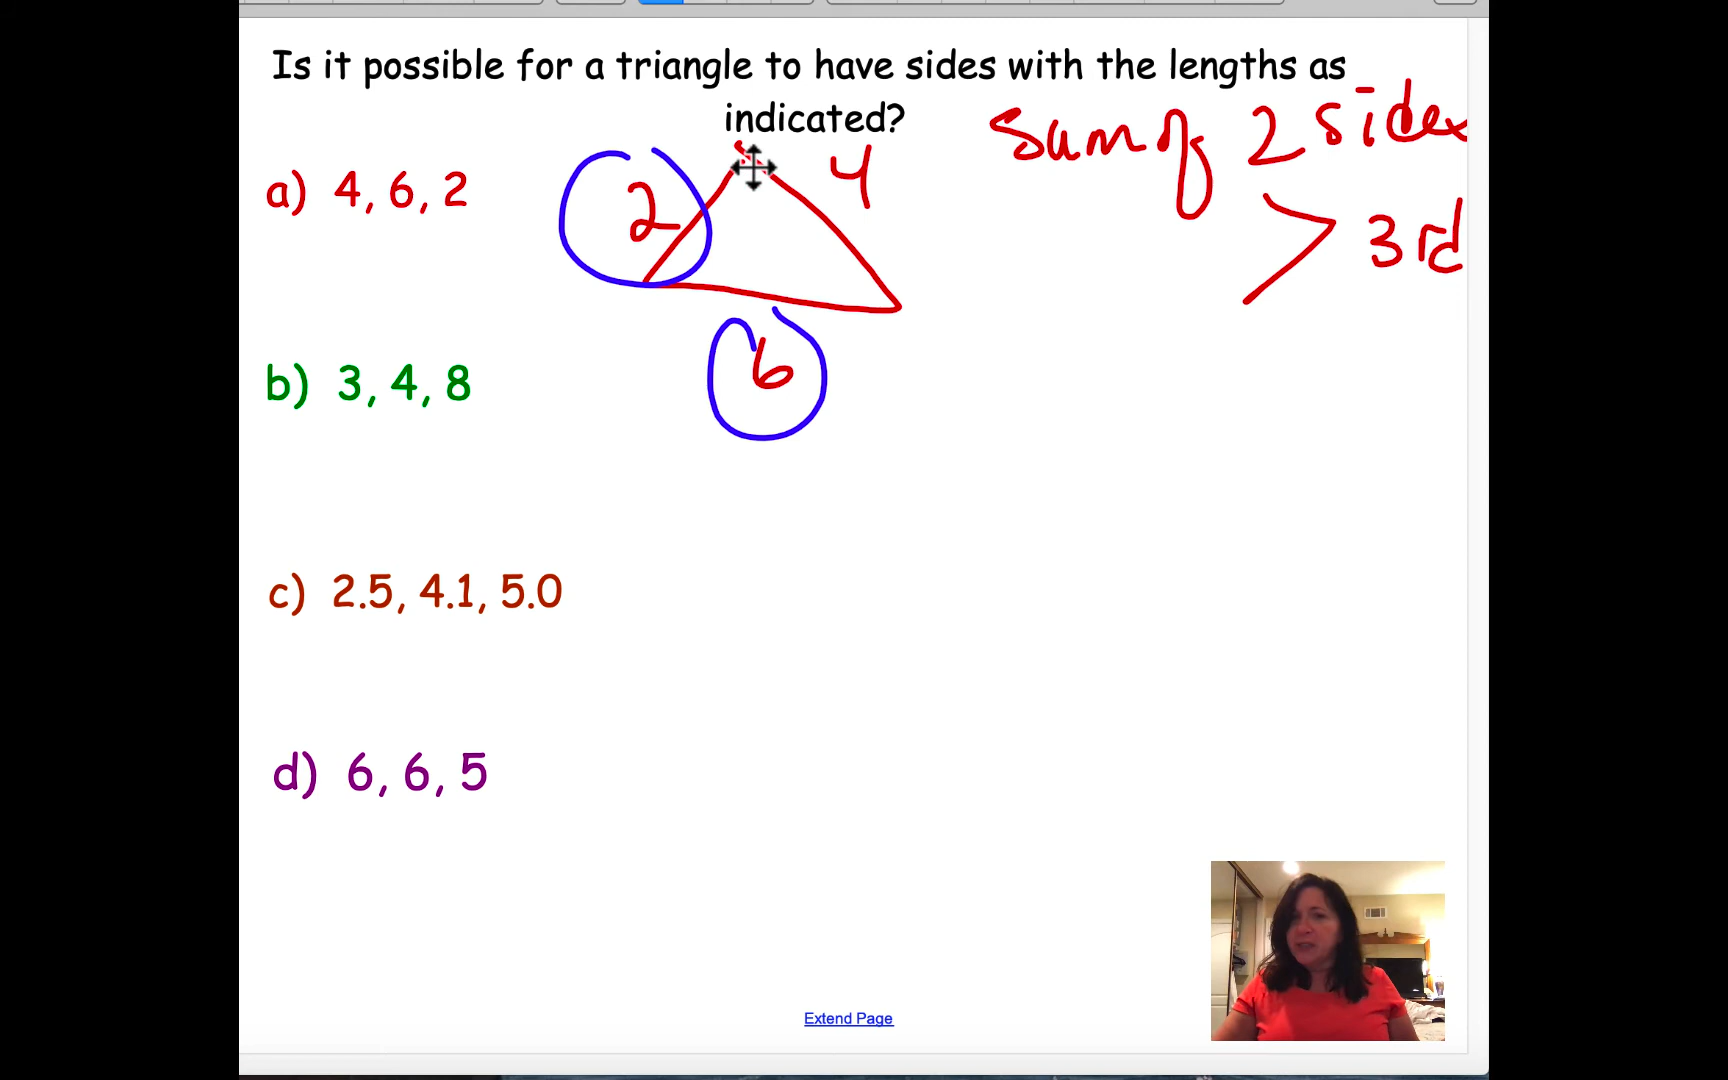 Is it possible for a triangle to have sides with the lengths as
indicated?
sum of 2 sides
> 3rd
a) 4, 6, 2
2
4
6
b) 3, 4, 8
c) 2.5, 4.1, 5.0
d) 6, 6, 5
Extend Page